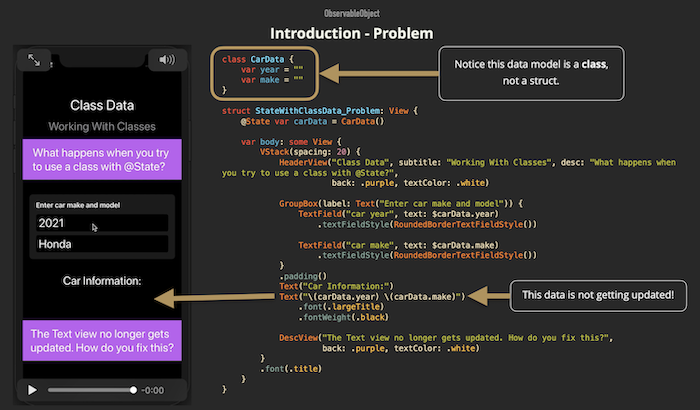 ObservableObject
Introduction - Problem
Class Data
Working With Classes
What happens when you try
to use a class with @State?
Enter car make and model
2021
Honda
Car Information:
The Text view no longer gets
updated. How do you fix this?
-0:00
class CarData {
    var year = ""
    var make = ""
}
struct StateWithClassData_Problem: View {
    @State var carData = CarData()
    var body: some View {
        VStack(spacing: 20) {
            HeaderView("Class Data", subtitle: "Working With Classes", desc: "What happens when
you try to use a class with @State?",
                       back: .purple, textColor: .white)
            GroupBox(label: Text("Enter car make and model")) {
                TextField("car year", text: $carData.year)
                    .textFieldStyle(RoundedBorderTextFieldStyle())
                TextField("car make", text: $carData.make)
                    .textFieldStyle(RoundedBorderTextFieldStyle())
            }
            .padding()
            Text("Car Information:")
            Text("\(carData.year) \(carData.make)")
                .font(.largeTitle)
                .fontWeight(.black)
            DescView("The Text view no longer gets updated. How do you fix this?",
                     back: .purple, textColor: .white)
        }
        .font(.title)
    }
}
Notice this data model is a class,
not a struct.
This data is not getting updated!